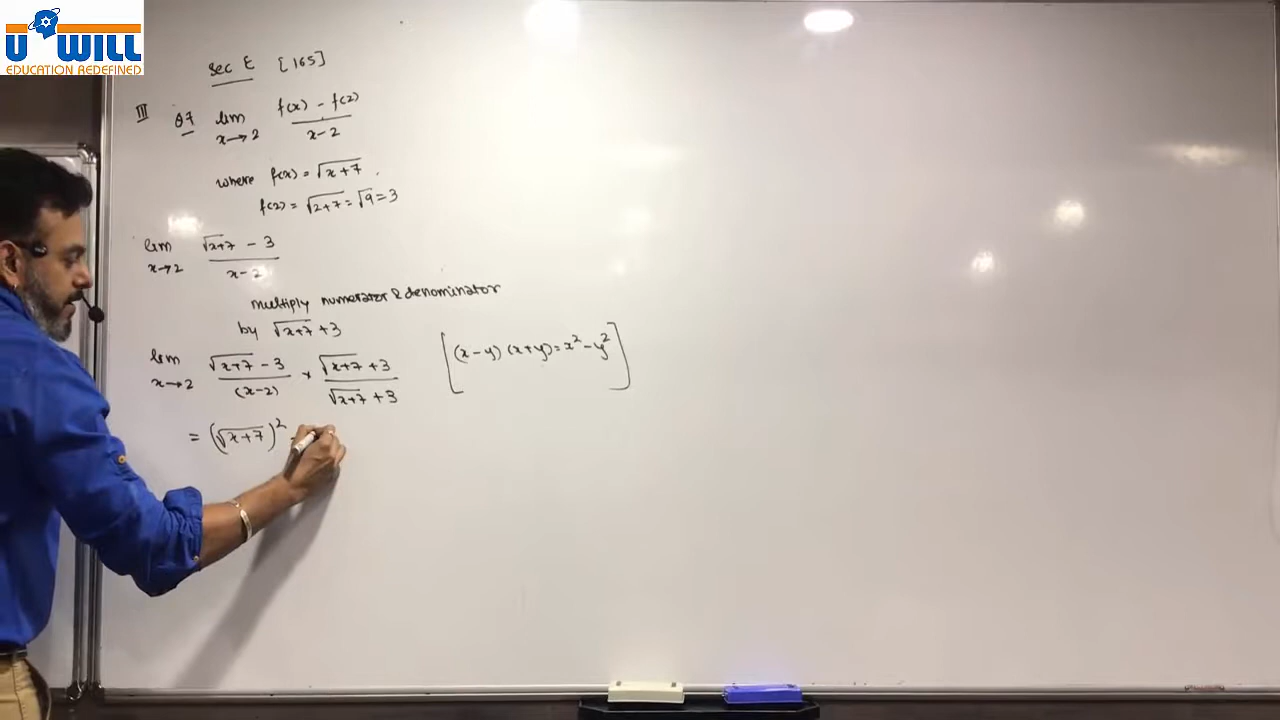 U WILL
EDUCATION REDEFINED
Sec E [165]
III Q7 lim x→2 f(x) - f(2) / x-2
where f(x) = √x+7 .
f(2) = √2+7 = √9 = 3
lim x→2 √x+7 - 3 / x-2
multiply numerator & denominator
by √x+7 + 3
lim x→2 √x+7 - 3 / (x-2) × √x+7 + 3 / √x+7 + 3 [(x-y) (x+y) = x² - y²]
= (√x+7)² -